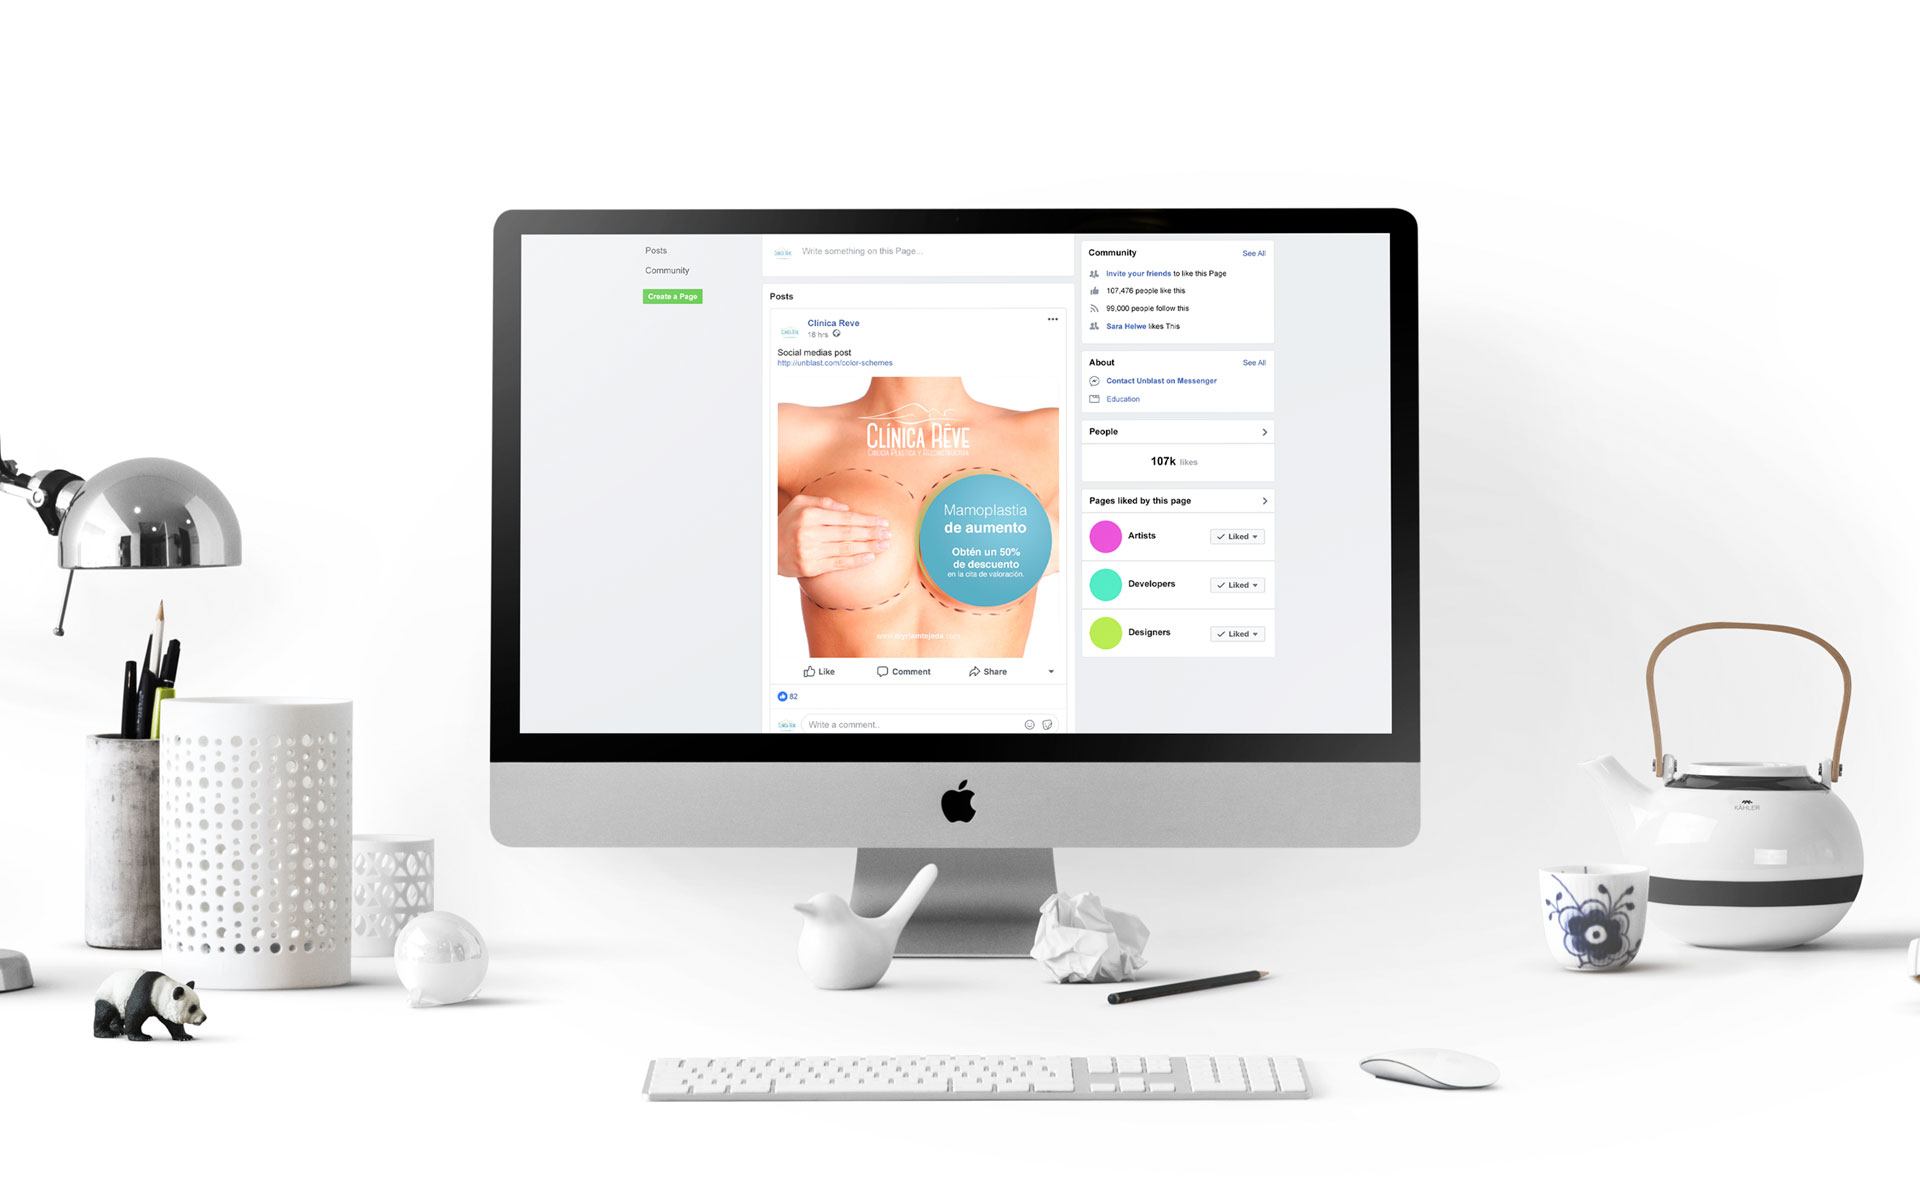 Posts
Community
Create a Page
Write something on this Page...
Posts
Clinica Reve
18 hrs
Social medias post
http://unblast.com/color-schemes
CLÍNICA RÊVE
CIRUGÍA PLÁSTICA Y RECONSTRUCTIVA
Mamoplastia
de aumento
Obtén un 50%
de descuento
en la cita de valoración.
Like
Comment
Share
82
Write a comment..
Community
See All
Invite your friends to like this Page
107,476 people like this
99,000 people follow this
Sara Helwe likes This
About
See All
Contact Unblast on Messenger
Education
People
107k likes
Pages liked by this page
Artists
Liked
Developers
Liked
Designers
Liked
KÄHLER